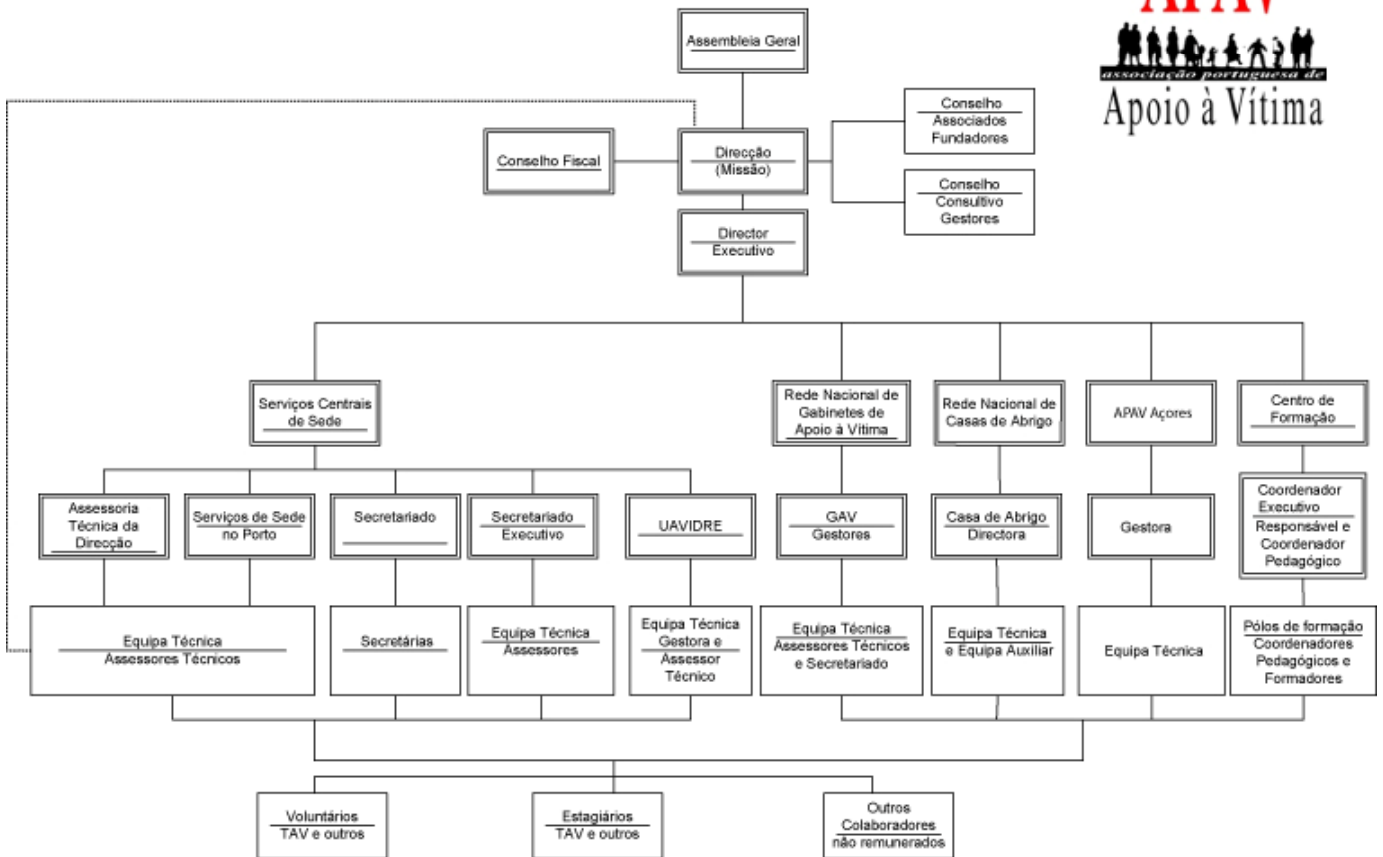 APAV
associação portuguesa de
Apoio à Vítima
Assembleia Geral
Conselho
Associados
Fundadores
Conselho Fiscal
Direcção
(Missão)
Conselho
Consultivo
Gestores
Director
Executivo
Serviços Centrais
de Sede
Rede Nacional de
Gabinetes de
Apoio à Vítima
Rede Nacional de
Casas de Abrigo
APAV Açores
Centro de
Formação
Assessoria
Técnica da
Direcção
Serviços de Sede
no Porto
Secretariado
Secretariado
Executivo
UAVIDRE
GAV
Gestores
Casa de Abrigo
Directora
Gestora
Coordenador
Executivo
Responsável e
Coordenador
Pedagógico
Equipa Técnica
Assessores Técnicos
Secretárias
Equipa Técnica
Assessores
Equipa Técnica
Gestora e
Assessor
Técnico
Equipa Técnica
Assessores Técnicos
e Secretariado
Equipa Técnica
e Equipa Auxiliar
Equipa Técnica
Pólos de formação
Coordenadores
Pedagógicos e
Formadores
Voluntários
TAV e outros
Estagiários
TAV e outros
Outros
Colaboradores
não remunerados